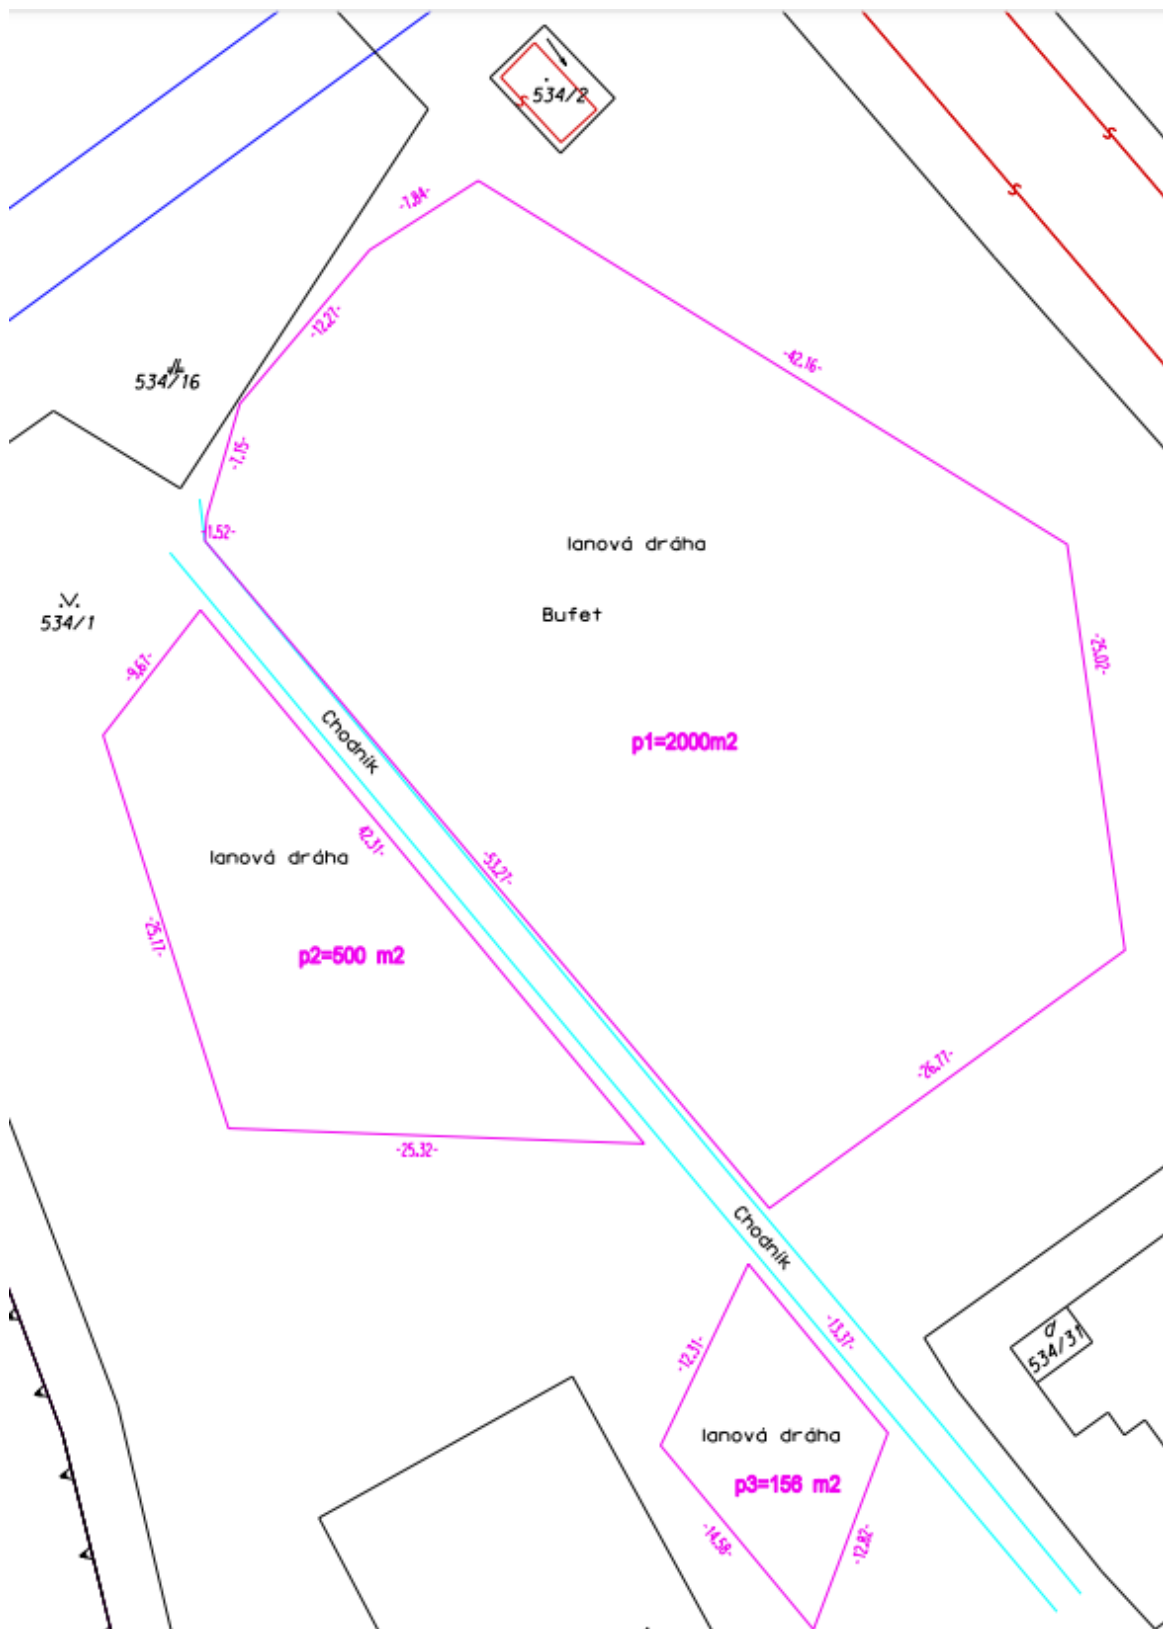 534/2
S
S
S
-7.84-
-12.27-
-42.16-
534/16
-7.15-
-1.52-
lanová dráha
Bufet
534/1
-25.02-
-9.67-
Chodník
p1=2000m2
42.31-
lanová dráha
-53.27-
-25.17-
p2=500 m2
-26.77-
-25.32-
Chodník
-13.37-
-12.31-
534/31
lanová dráha
p3=156 m2
-14.58-
-12.82-